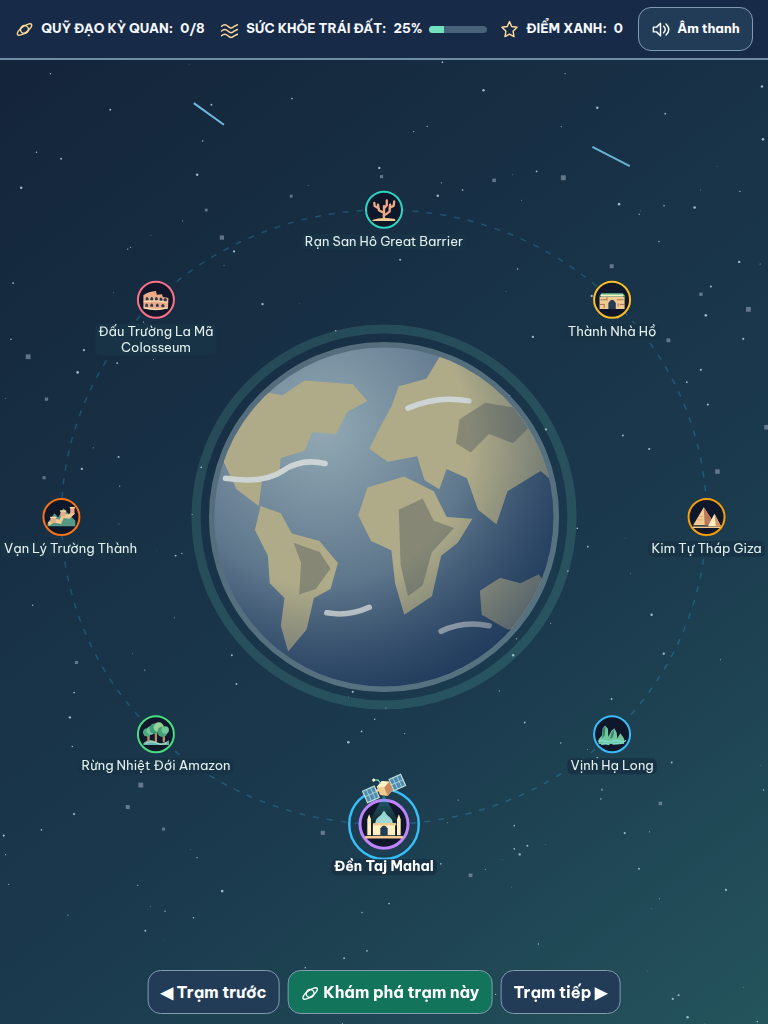 QUỸ ĐẠO KỲ QUAN: 0/8 SỨC KHỎE TRÁI ĐẤT: 25% ĐIỂM XANH: 0 Âm thanh
Rạn San Hô Great Barrier
Đấu Trường La Mã
Colosseum
Thành Nhà Hồ
Vạn Lý Trường Thành
Kim Tự Tháp Giza
Rừng Nhiệt Đới Amazon
Vịnh Hạ Long
Đền Taj Mahal
◀ Trạm trước Khám phá trạm này Trạm tiếp ▶